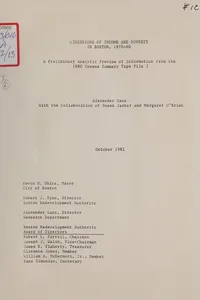 #10
DIMENSIONS OF INCOME AND POVERTY
IN BOSTON, 1979-80
A Preliminary Analytic Preview of Information from the
1980 Census Summary Tape File 3
Alexander Ganz
With the Collaboration of Susan and Margaret O'Brien
October 1982
Kevin H. White, Mayor
City of Boston
Robert J. Ryan, Director
Boston Redevelopment Authority
Alexander Ganz, Director
Research Department
Boston Redevelopment Authority
Board of Directors
Robert L. Farrell, Chairman
Joseph J. Walsh, Vice-Chairman
James K. Flaherty, Treasurer
Clarence Jones, Member
William A. McDermott, Jr., Member
Kane Simonian, Secretary